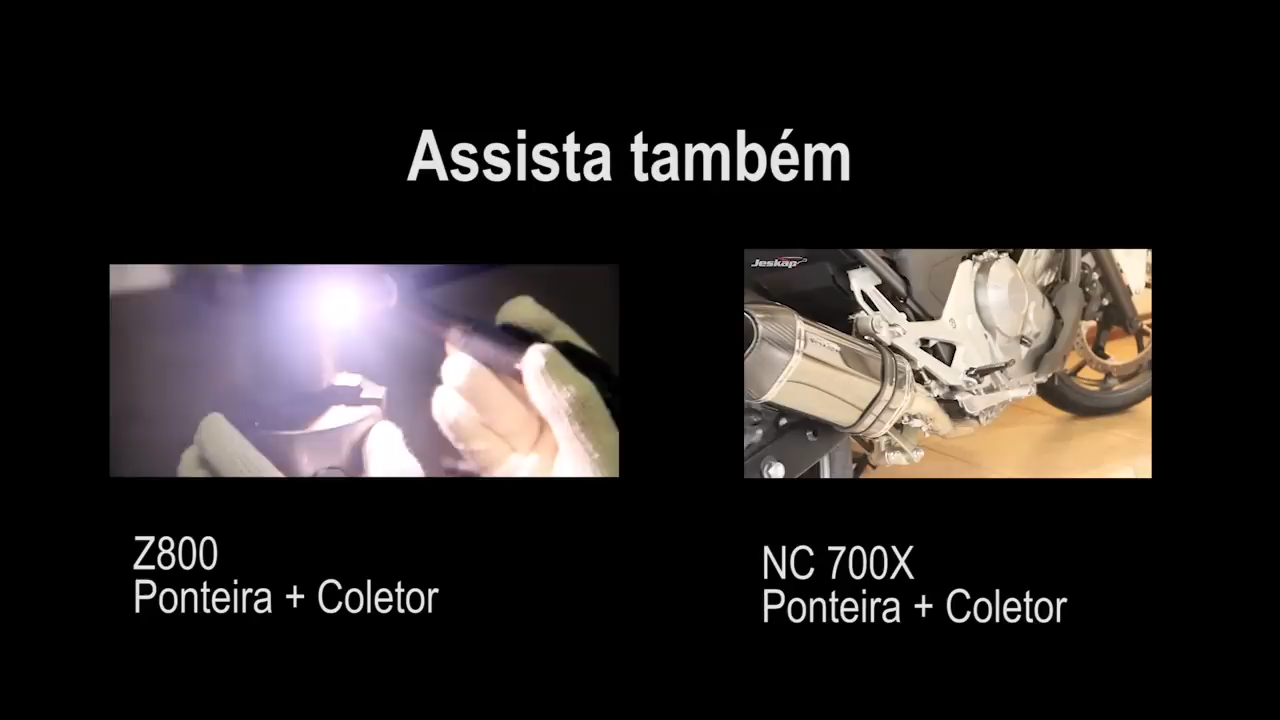 Assista também
Jeskap
Z800
Ponteira + Coletor
NC 700X
Ponteira + Coletor